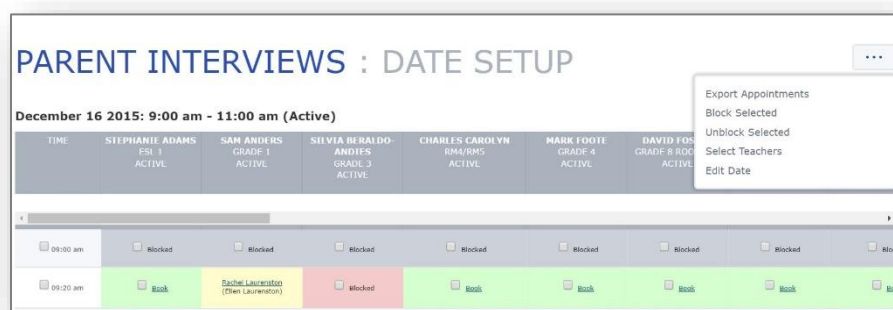 PARENT INTERVIEWS : DATE SETUP
...
Export Appointments
Block Selected
Unblock Selected
Select Teachers
Edit Date
December 16 2015: 9:00 am - 11:00 am (Active)
TIME STEPHANIE ADAMS SAM ANDERS SILVIA BERALDO- CHARLES CAROLYN MARK FOOTE DAVID FOS
ESL 1 GRADE 1 ANDTES RM4/RM5 GRADE 4 GRADE 8 ROO
ACTIVE ACTIVE GRADE 3 ACTIVE ACTIVE ACTIVE
ACTIVE
09:00 am Blocked Blocked Blocked Blocked Blocked Blocked Blocked Blo
09:20 am Book Rachel Laurenston Blocked Book Book Book Book
(Ellen Laurenston)